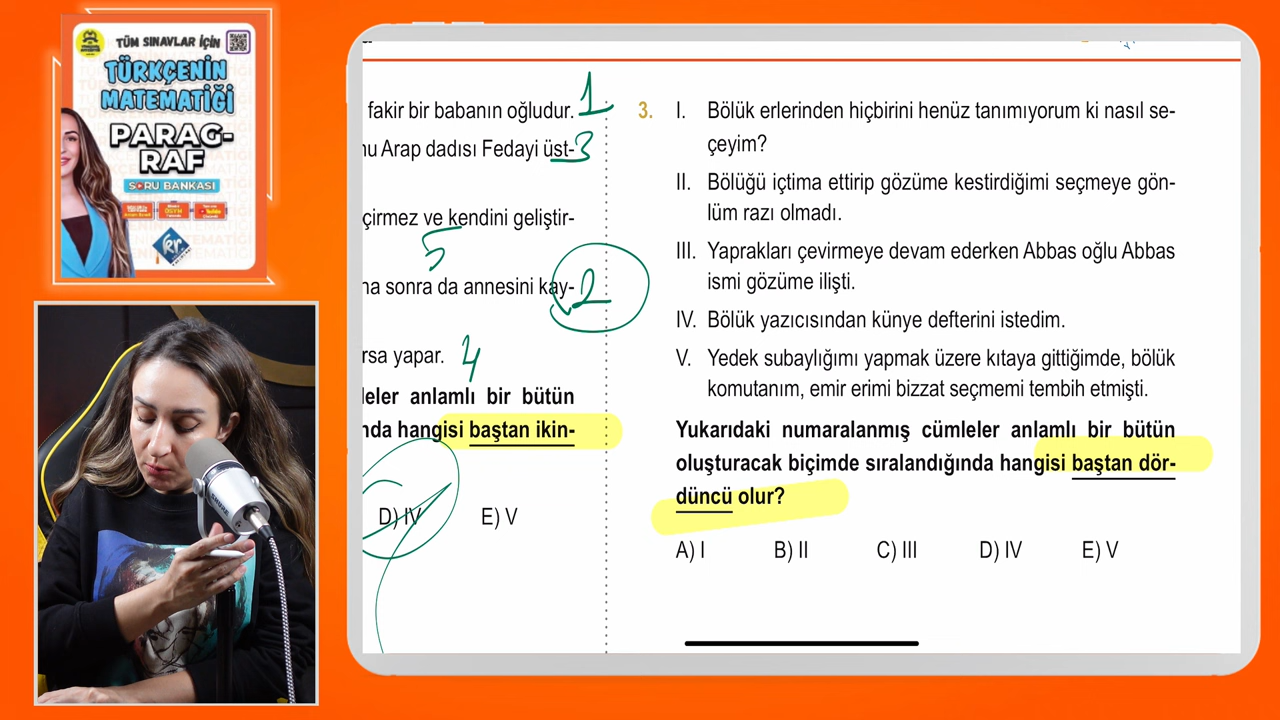 TÜM SINAVLAR İÇİN
TÜRKÇENİN
MATEMATİĞİ
PARAG-
RAF
SORU BANKASI
fakir bir babanın oğludur. 1
Arap dadısı Fedayi üst- 3
çirmez ve kendini geliştir-
5
sonra da annesini kay- 2
yapar. 4
anlamlı bir bütün
hangisi baştan ikin-
D) IV E) V
3. I. Bölük erlerinden hiçbirini henüz tanımıyorum ki nasıl se-
çeyim?
II. Bölüğü içtima ettirip gözüme kestirdiğimi seçmeye gön-
lüm razı olmadı.
III. Yaprakları çevirmeye devam ederken Abbas oğlu Abbas
ismi gözüme ilişti.
IV. Bölük yazıcısından künye defterini istedim.
V. Yedek subaylığımı yapmak üzere kıtaya gittiğimde, bölük
komutanım, emir erimi bizzat seçmemi tembih etmişti.
Yukarıdaki numaralanmış cümleler anlamlı bir bütün
oluşturacak biçimde sıralandığında hangisi baştan dör-
düncü olur?
A) I B) II C) III D) IV E) V